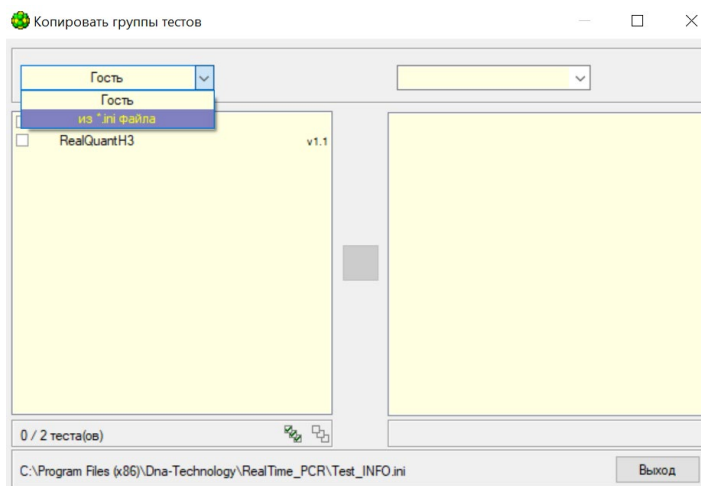 Копировать группы тестов
Гость
Гость
из *.ini файла
RealQuantH3 v1.1
0 / 2 теста(ов)
C:\Program Files (x86)\Dna-Technology\RealTime_PCR\Test_INFO.ini
Выход